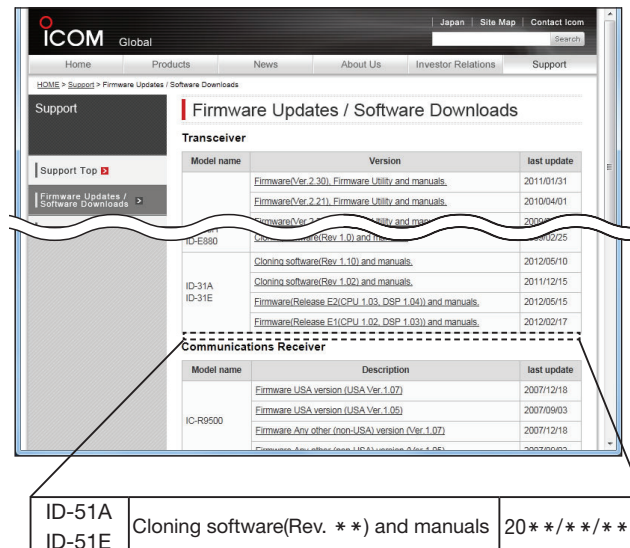 Japan | Site Map | Contact Icom
ICOM Global
Search
Home Products News About Us Investor Relations Support
HOME > Support > Firmware Updates / Software Downloads
Support
Support Top
Firmware Updates /
Software Downloads
Firmware Updates / Software Downloads
Transceiver
Model name Version last update
Firmware(Ver.2.30), Firmware Utility and manuals. 2011/01/31
Firmware(Ver.2.21), Firmware Utility and manuals. 2010/04/01
ID-E880
Cloning software(Rev 1.10) and manuals. 2012/05/10
ID-31A
ID-31E
Cloning software(Rev 1.02) and manuals. 2011/12/15
Firmware(Release E2(CPU 1.03, DSP 1.04)) and manuals. 2012/05/15
Firmware(Release E1(CPU 1.02, DSP 1.03)) and manuals. 2012/02/17
Communications Receiver
Model name Description last update
IC-R9500
Firmware USA version (USA Ver.1.07) 2007/12/18
Firmware USA version (USA Ver.1.05) 2007/09/03
Firmware Any other (non-USA) version (Ver.1.07) 2007/12/18
ID-51A
ID-51E
Cloning software(Rev. **) and manuals 20**/**/**